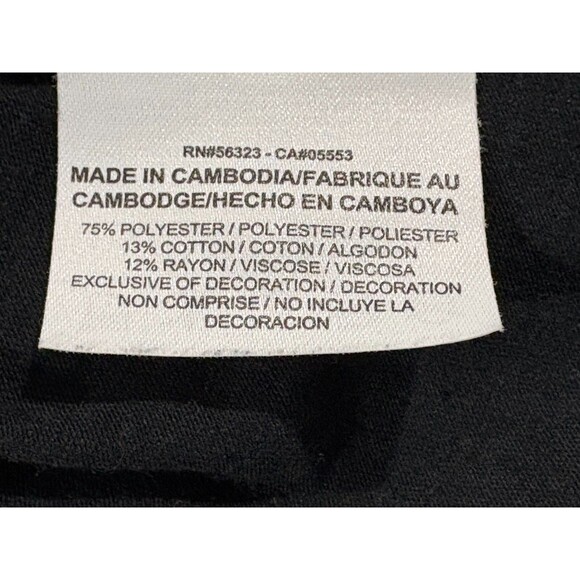 RN#56323 - CA#05553
MADE IN CAMBODIA/FABRIQUE AU
CAMBODGE/HECHO EN CAMBOYA
75% POLYESTER / POLYESTER / POLIESTER
13% COTTON / COTON / ALGODON
12% RAYON / VISCOSE / VISCOSA
EXCLUSIVE OF DECORATION / DECORATION
NON COMPRISE / NO INCLUYE LA
DECORACION